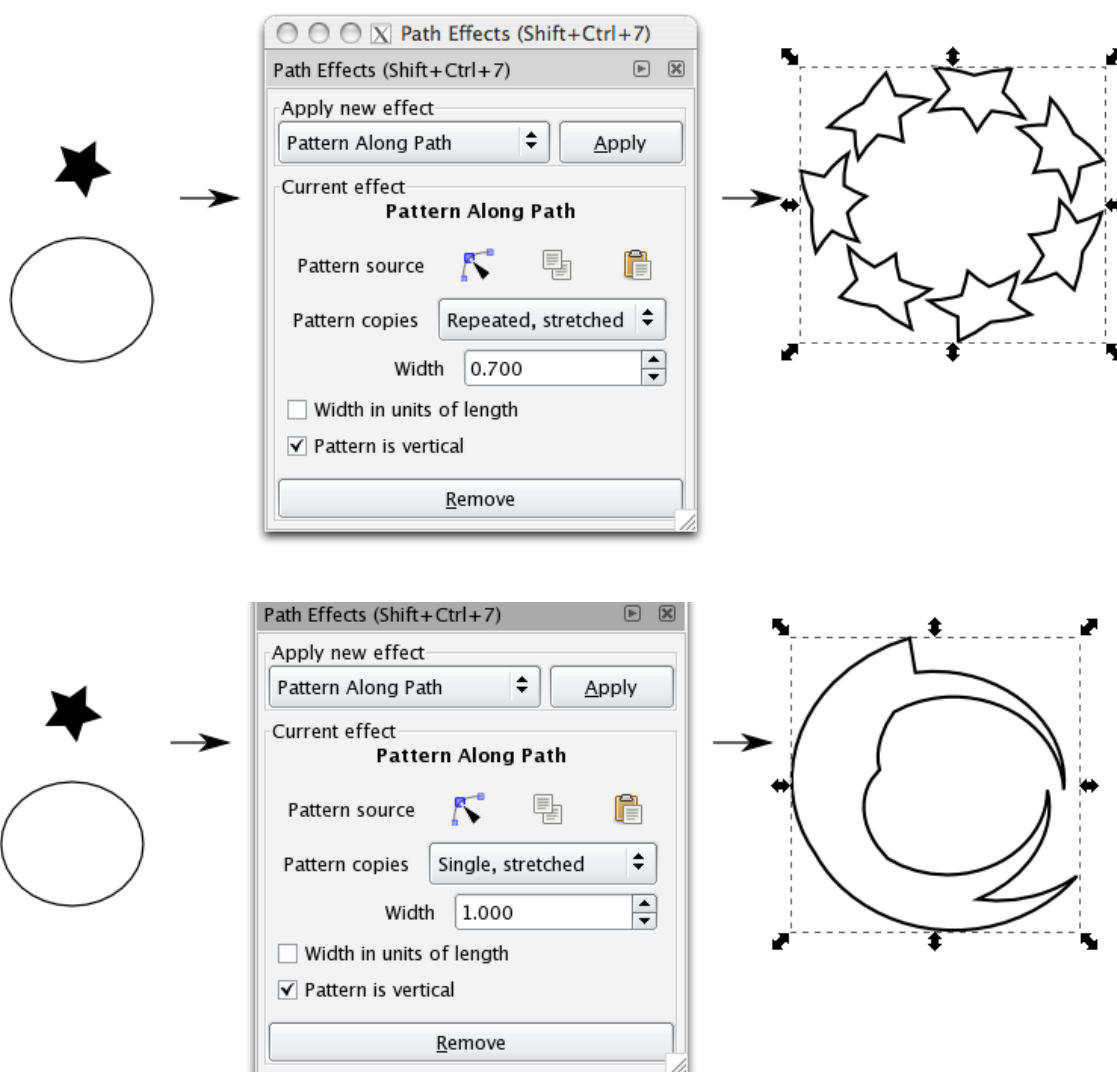 Path Effects (Shift+Ctrl+7)
Path Effects (Shift+Ctrl+7)
Apply new effect
Pattern Along Path
Apply
Current effect
Pattern Along Path
Pattern source
Pattern copies Repeated, stretched
Width 0.700
Width in units of length
Pattern is vertical
Remove
Path Effects (Shift+Ctrl+7)
Apply new effect
Pattern Along Path
Apply
Current effect
Pattern Along Path
Pattern source
Pattern copies Single, stretched
Width 1.000
Width in units of length
Pattern is vertical
Remove